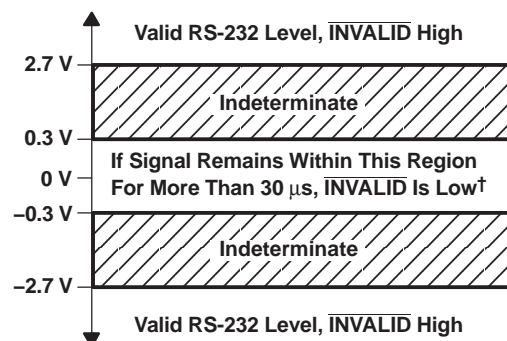 Valid RS-232 Level, INVALID High
2.7 V
Indeterminate
0.3 V
If Signal Remains Within This Region
0 V
For More Than 30 μs, INVALID Is Low†
–0.3 V
Indeterminate
–2.7 V
Valid RS-232 Level, INVALID High